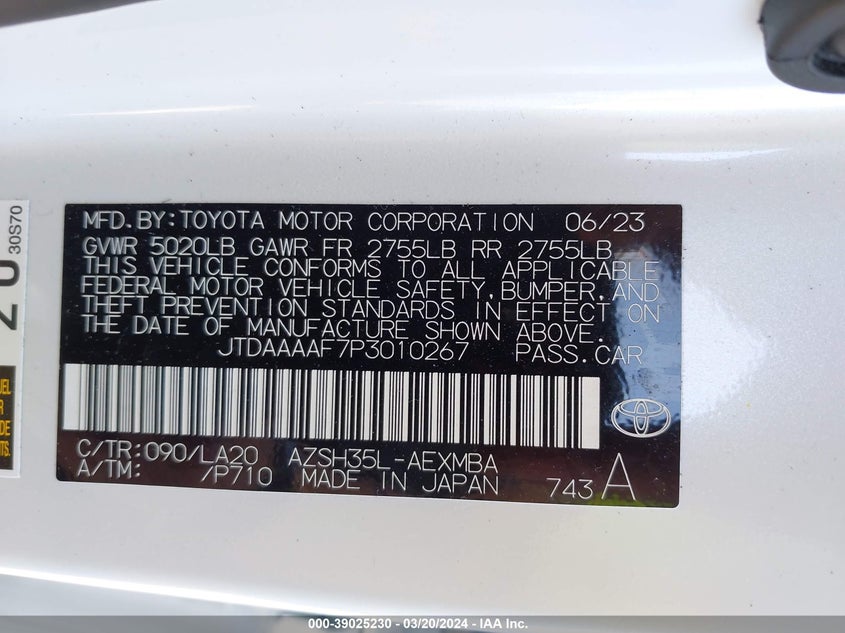 MFD.BY:TOYOTA MOTOR CORPORATION 06/23
GVWR 5020LB GAWR FR 2755LB RR 2755LB
THIS VEHICLE CONFORMS TO ALL APPLICABLE
FEDERAL MOTOR VEHICLE SAFETY,BUMPER,AND
THEFT PREVENTION STANDARDS IN EFFECT ON
THE DATE OF MANUFACTURE SHOWN ABOVE.
JTDAAAAF7P3010267 PASS.CAR
C/TR:090/LA20 AZSH35L-AEXMBA
A/TM: /P710 MADE IN JAPAN 743 A
30S70
000-39025230 - 03/20/2024 - IAA Inc.